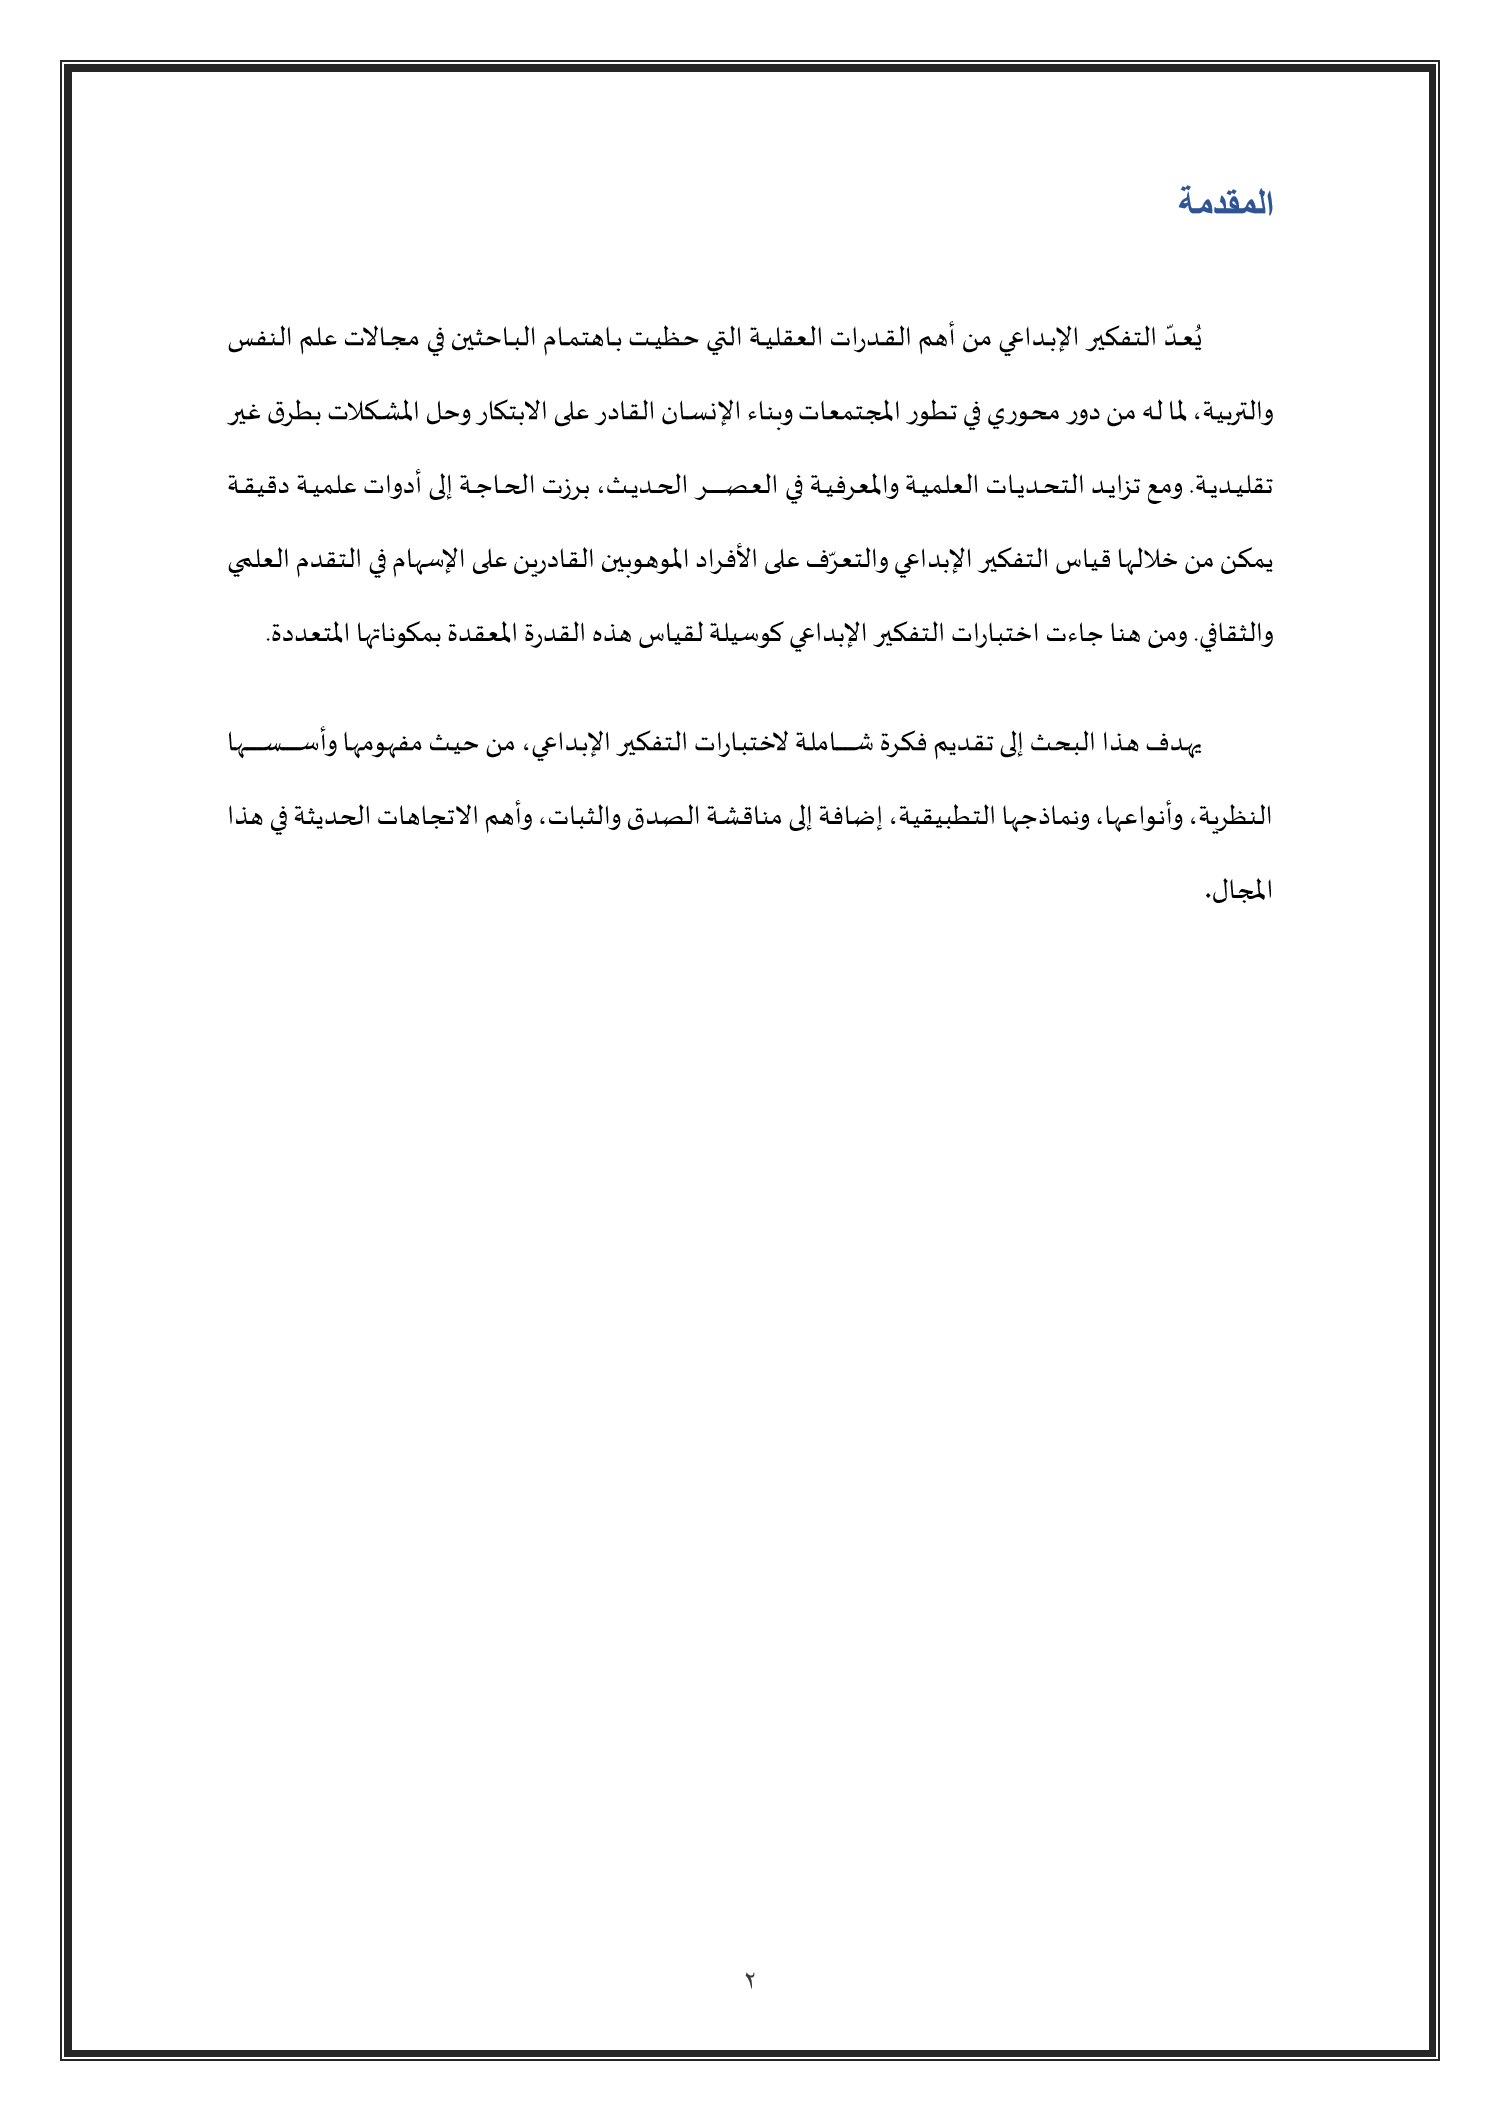 المقدمة
يُعدّ التفكير الإبداعي من أهم القدرات العقلية التي حظيت باهتمام الباحثين في مجالات علم النفس
والتربية، لما له من دور محوري في تطور المجتمعات وبناء الإنسان القادر على الابتكار وحل المشكلات بطرق غير
تقليدية. ومع تزايد التحديات العلمية والمعرفية في العصر الحديث، برزت الحاجة إلى أدوات علمية دقيقة
يمكن من خلالها قياس التفكير الإبداعي والتعرّف على الأفراد الموهوبين القادرين على الإسهام في التقدم العلمي
والثقافي. ومن هنا جاءت اختبارات التفكير الإبداعي كوسيلة لقياس هذه القدرة المعقدة بمكوناتها المتعددة.
يهدف هذا البحث إلى تقديم فكرة شاملة لاختبارات التفكير الإبداعي، من حيث مفهومها وأسسها
النظرية، وأنواعها، ونماذجها التطبيقية، إضافة إلى مناقشة الصدق والثبات، وأهم الاتجاهات الحديثة في هذا
المجال.
٢